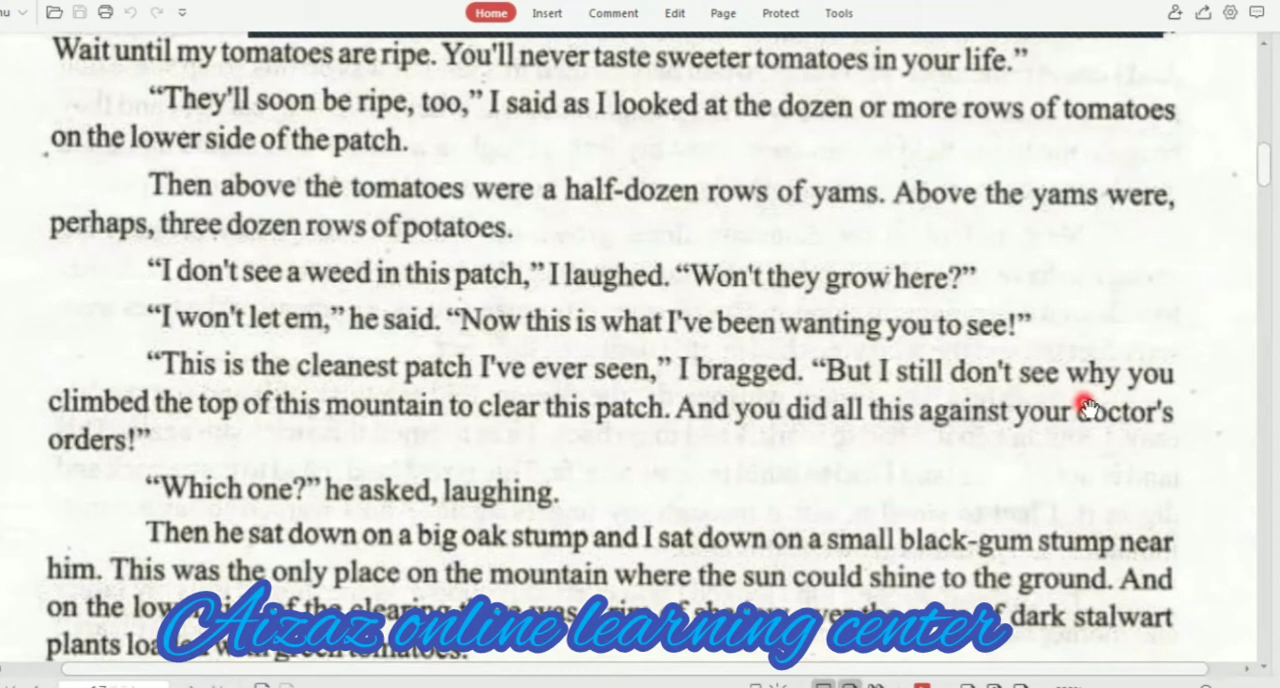 Home Insert Comment Edit Page Protect Tools
Wait until my tomatoes are ripe. You'll never taste sweeter tomatoes in your life.”
“They'll soon be ripe, too,” I said as I looked at the dozen or more rows of tomatoes
on the lower side of the patch.
Then above the tomatoes were a half-dozen rows of yams. Above the yams were,
perhaps, three dozen rows of potatoes.
“I don't see a weed in this patch,” I laughed. “Won't they grow here?”
“I won't let em,” he said. “Now this is what I've been wanting you to see!”
“This is the cleanest patch I've ever seen,” I bragged. “But I still don't see why you
climbed the top of this mountain to clear this patch. And you did all this against your doctor's
orders!”
“Which one?” he asked, laughing.
Then he sat down on a big oak stump and I sat down on a small black-gum stump near
him. This was the only place on the mountain where the sun could shine to the ground. And
on the of the clearing was over the of dark stalwart
plants green tomatoes.
Aizaz online learning center